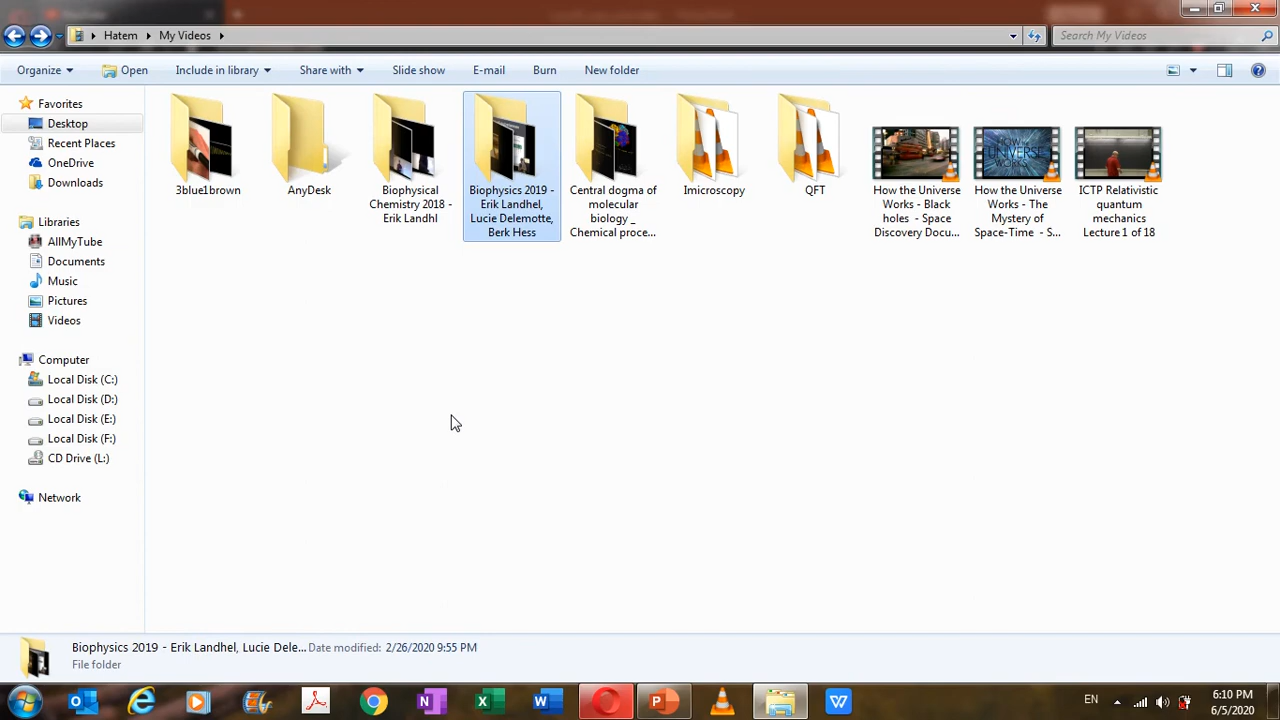 Hatem
My Videos
Search My Videos
Organize
Open
Include in library
Share with
Slide show
E-mail
Burn
New folder
Favorites
Desktop
Recent Places
OneDrive
Downloads
Libraries
AllMyTube
Documents
Music
Pictures
Videos
Computer
Local Disk (C:)
Local Disk (D:)
Local Disk (E:)
Local Disk (F:)
CD Drive (L:)
Network
3blue1brown
AnyDesk
Biophysical
Chemistry 2018 -
Erik Landhl
Biophysics 2019 -
Erik Landhel,
Lucie Delemotte,
Berk Hess
Central dogma of
molecular
biology _
Chemical proce...
Imicroscopy
QFT
How the Universe
Works - Black
holes - Space
Discovery Docu...
HOW
UNIVERSE
WORKS
How the Universe
Works - The
Mystery of
Space-Time - S...
ICTP Relativistic
quantum
mechanics
Lecture 1 of 18
Biophysics 2019 - Erik Landhel, Lucie Dele... Date modified: 2/26/2020 9:55 PM
File folder
EN
6:10 PM
6/5/2020